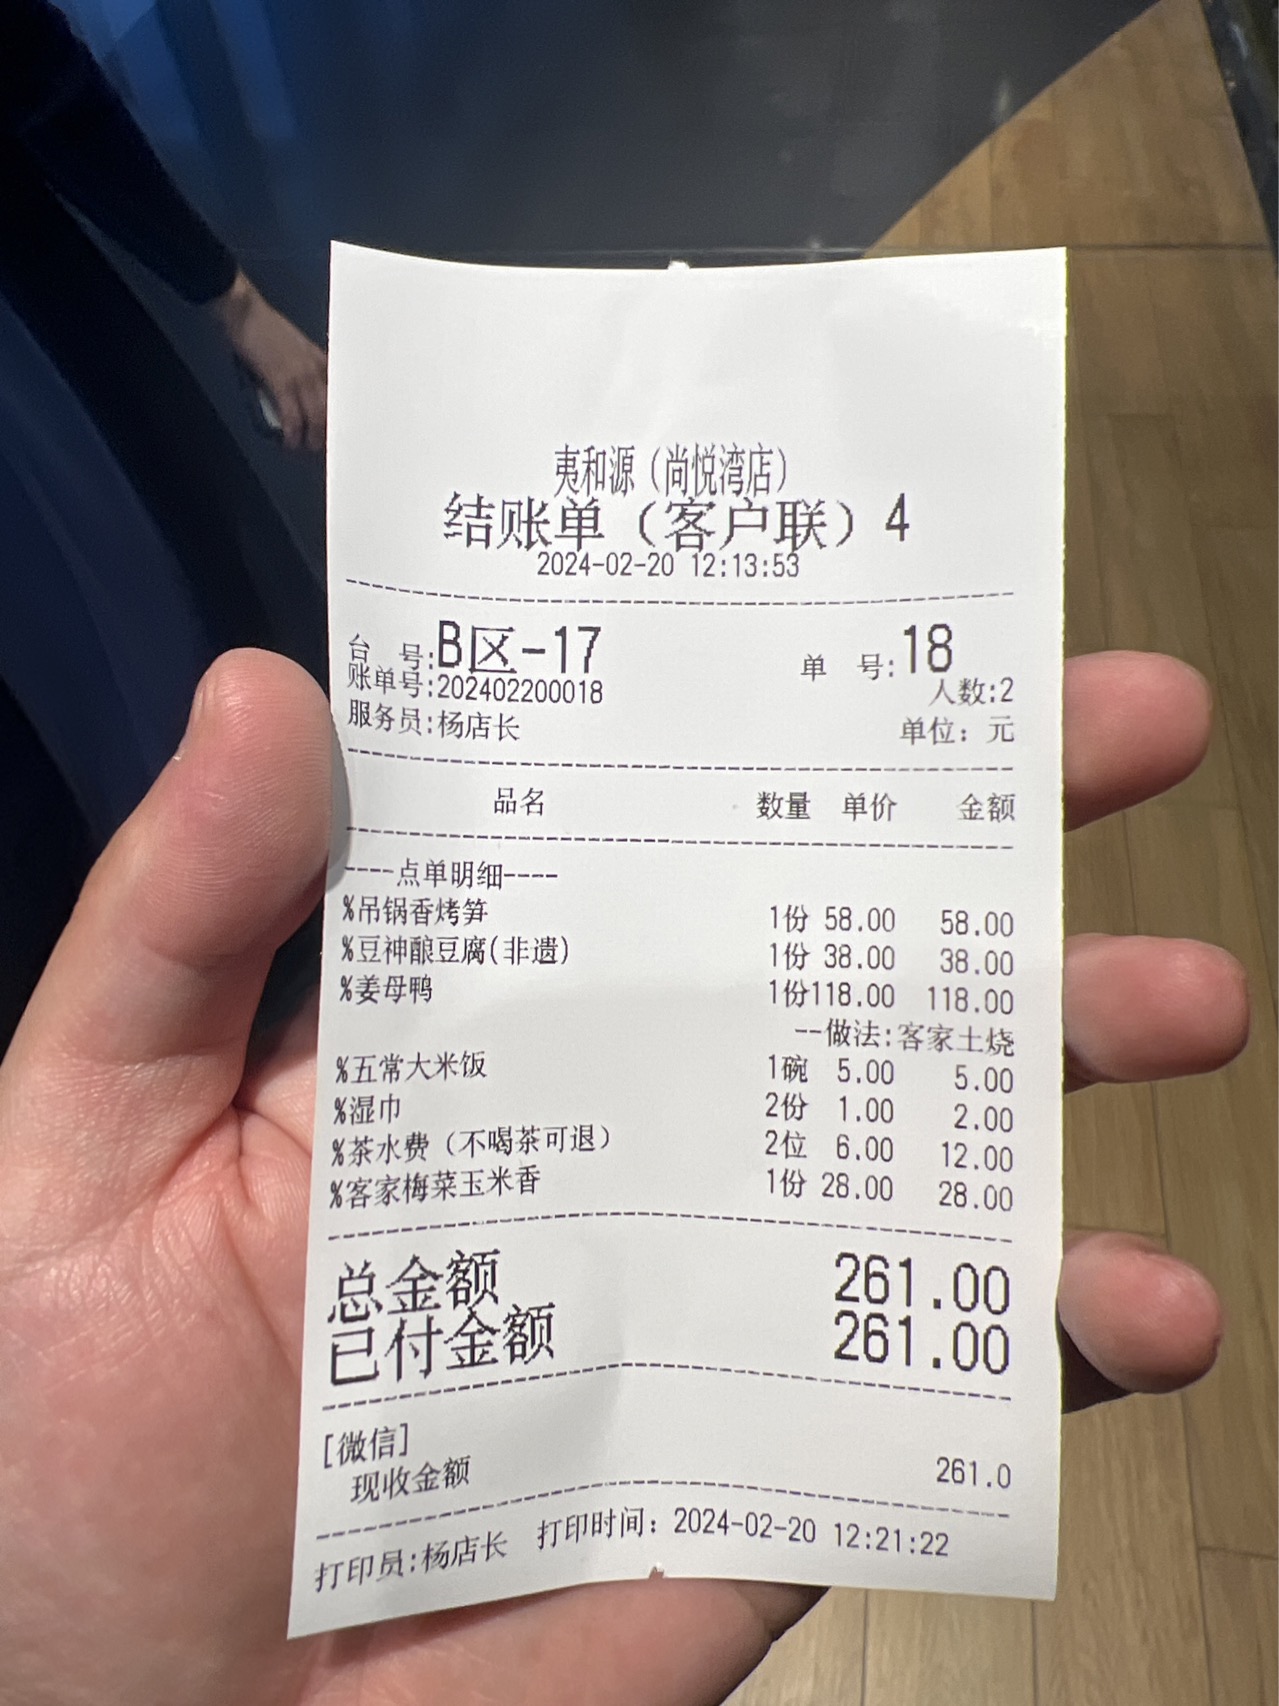 夷和源（尚悦湾店）
结账单（客户联）4
2024-02-20 12:13:53
台 号:B区-17 单 号:18
账单号:202402200018 人数:2
服务员:杨店长 单位：元
品名 数量 单价 金额
----点单明细----
%吊锅香烤笋 1份 58.00 58.00
%豆神酿豆腐(非遗) 1份 38.00 38.00
%姜母鸭 1份118.00 118.00
--做法:客家土烧
%五常大米饭 1碗 5.00 5.00
%湿巾 2份 1.00 2.00
%茶水费（不喝茶可退） 2位 6.00 12.00
%客家梅菜玉米香 1份 28.00 28.00
总金额 261.00
已付金额 261.00
[微信]
现收金额 261.0
打印员:杨店长 打印时间：2024-02-20 12:21:22